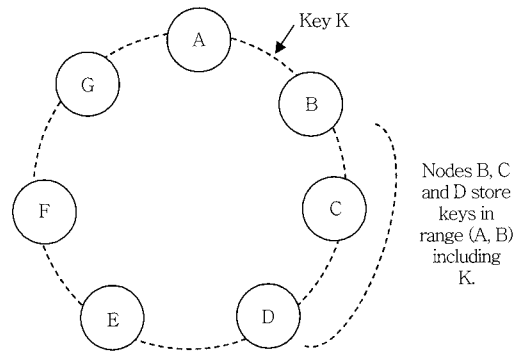 A
Key K
B
G
C
F
D
E
Nodes B, C
and D store
keys in
range (A, B)
including
K.